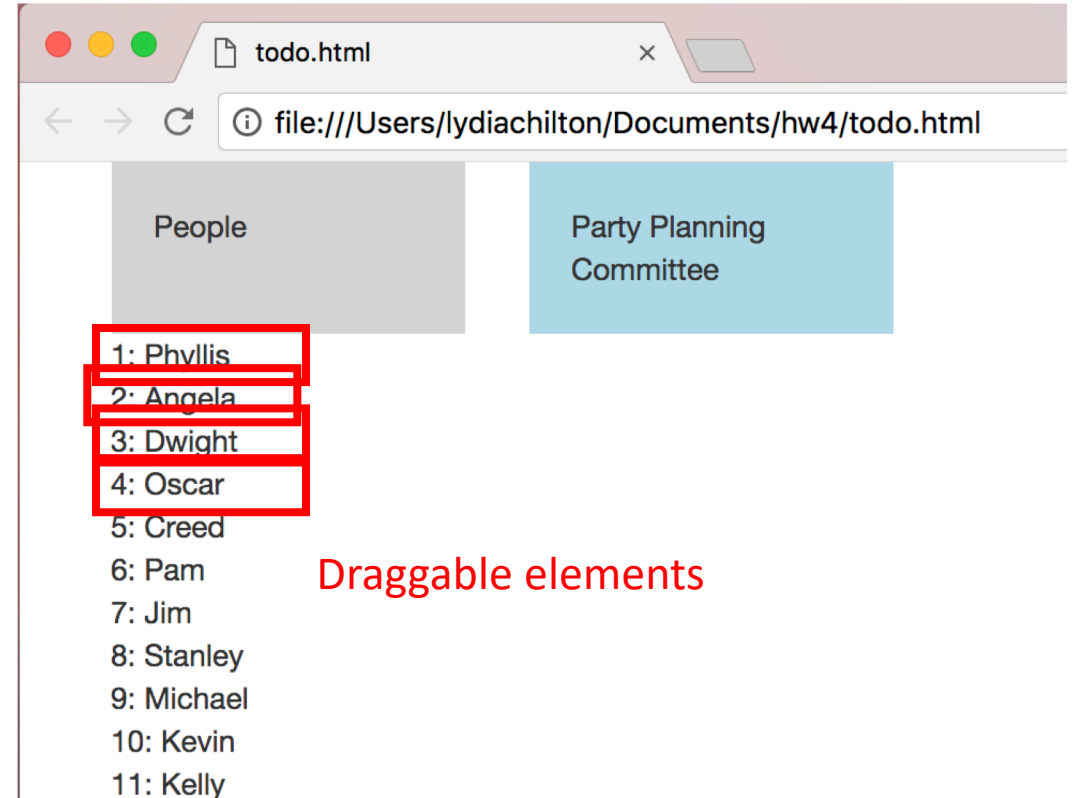 todo.html
file:///Users/lydiachilton/Documents/hw4/todo.html
People
Party Planning
Committee
1: Phyllis
2: Angela
3: Dwight
4: Oscar
5: Creed
6: Pam
Draggable elements
7: Jim
8: Stanley
9: Michael
10: Kevin
11: Kelly